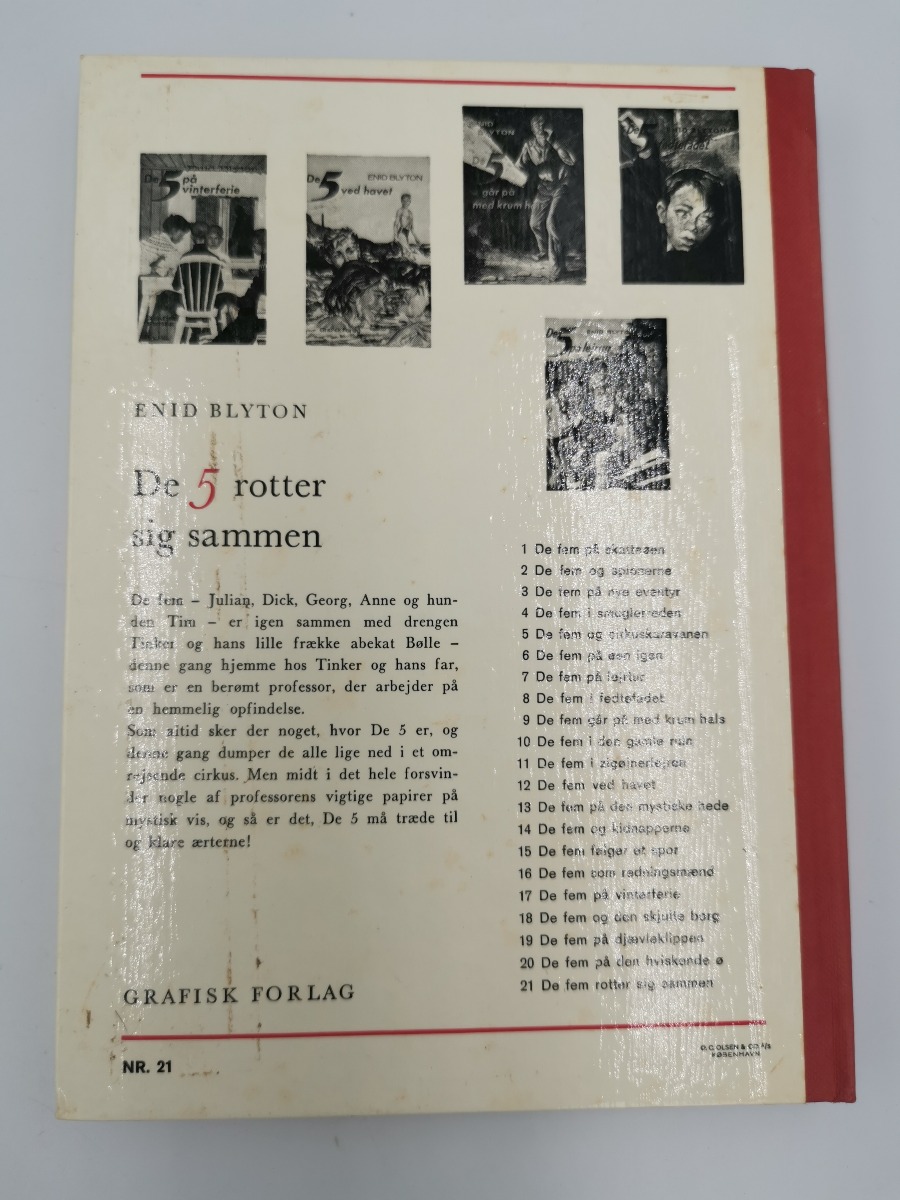 De 5 på
vinterferie
De 5 ENID BLYTON
ved havet
ENID
BLYTON
De 5
går på
med krum hals
ENID BLYTON
De 5 ENID BLYTON
ENID BLYTON
De 5 rotter
sig sammen
De fem – Julian, Dick, Georg, Anne og hun-
den Tim – er igen sammen med drengen
Tinker og hans lille frække abekat Bølle –
denne gang hjemme hos Tinker og hans far,
som er en berømt professor, der arbejder på
en hemmelig opfindelse.
Som altid sker der noget, hvor De 5 er, og
denne gang dumper de alle lige ned i et om-
rejsende cirkus. Men midt i det hele forsvin-
der nogle af professorens vigtige papirer på
mystisk vis, og så er det, De 5 må træde til
og klare ærterne!
GRAFISK FORLAG
NR. 21
1 De fem på skatteøen
2 De fem og spionerne
3 De fem på nye eventyr
4 De fem i smuglerreden
5 De fem og cirkuskaravanen
6 De fem på øen igen
7 De fem på lejrtur
8 De fem i fedtefadet
9 De fem går på med krum hals
10 De fem i den gamle ruin
11 De fem i zigøjnerlejren
12 De fem ved havet
13 De fem på den mystiske hede
14 De fem og kidnapperne
15 De fem følger et spor
16 De fem som redningsmænd
17 De fem på vinterferie
18 De fem og den skjulte borg
19 De fem på djævleklippen
20 De fem på den hviskende ø
21 De fem rotter sig sammen
O. C. OLSEN & CO. A/S
KØBENHAVN